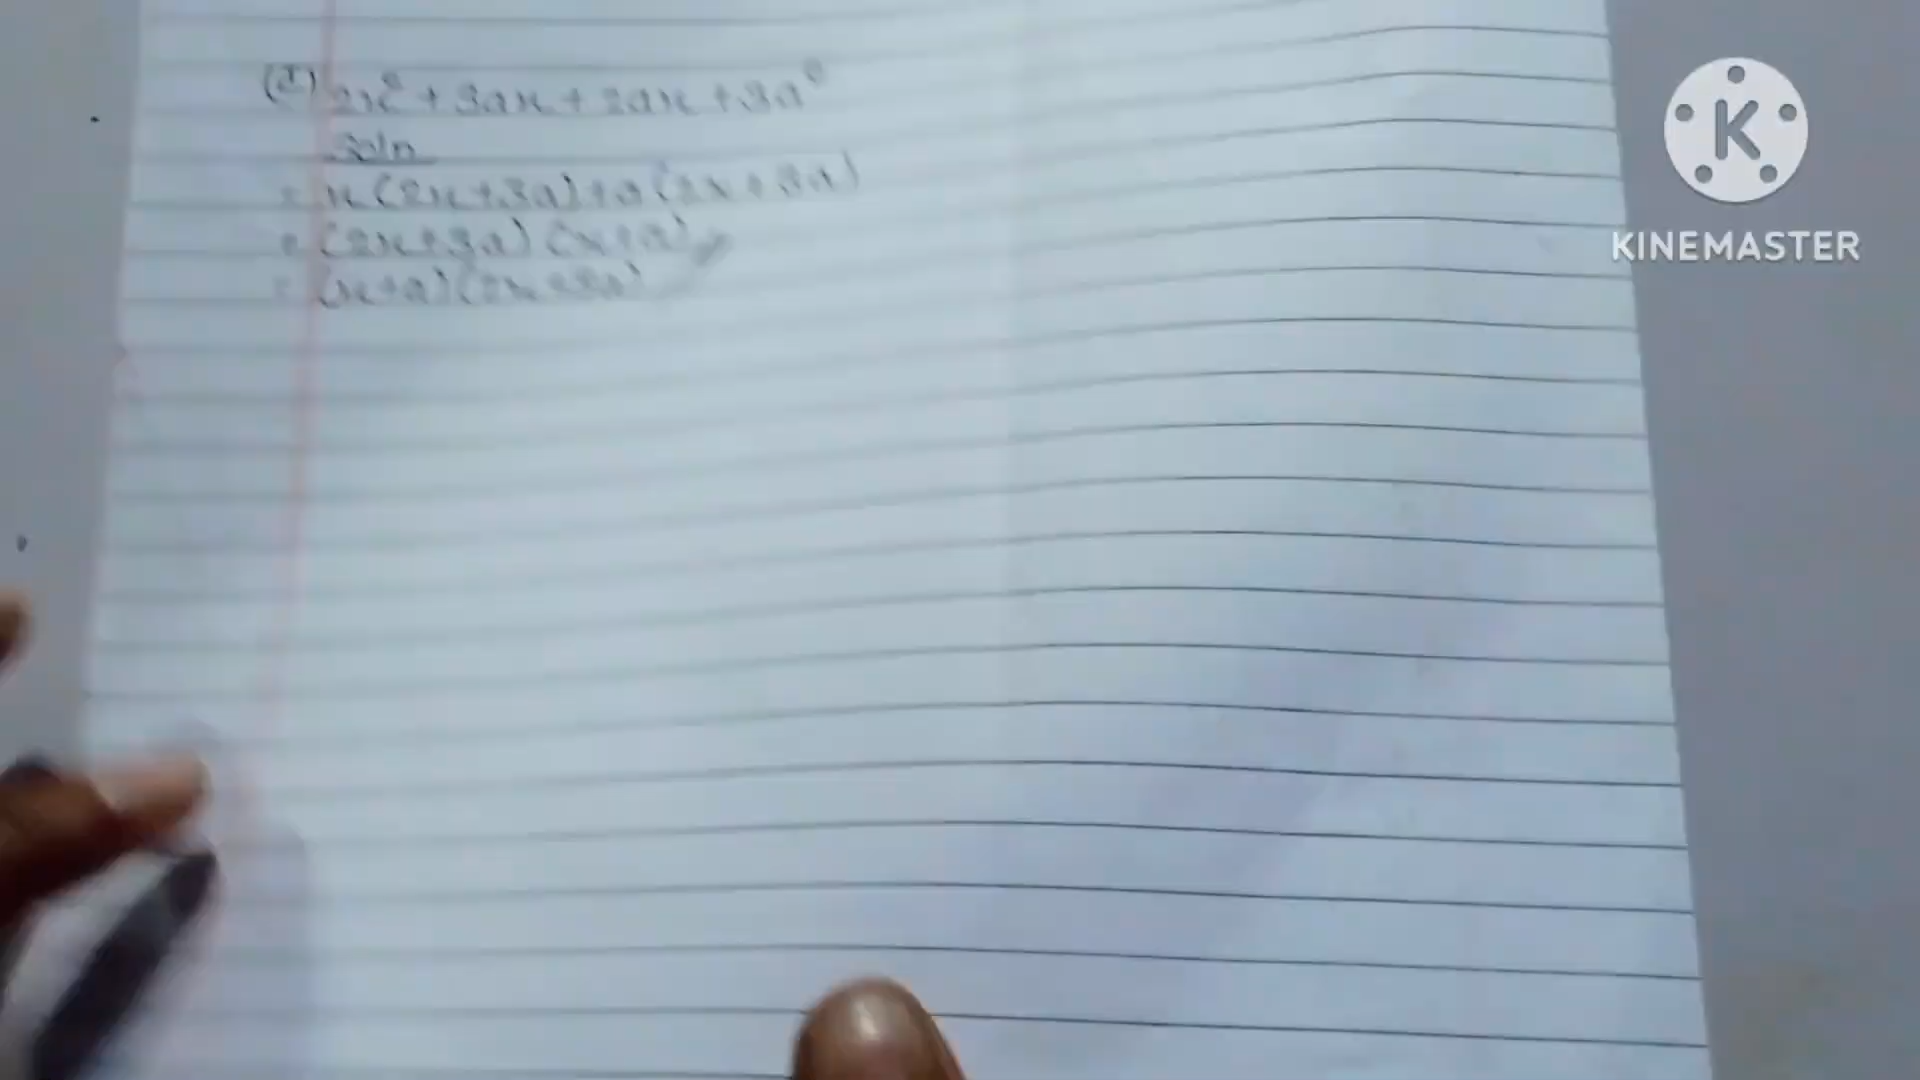 (I) 2x² + 3ax + 2ax + 3a²
Soln
= x(2x+3a)+a(2x+3a)
= (2x+3a) (x+a)
= (x+a)(2x+3a)
K
KINEMASTER